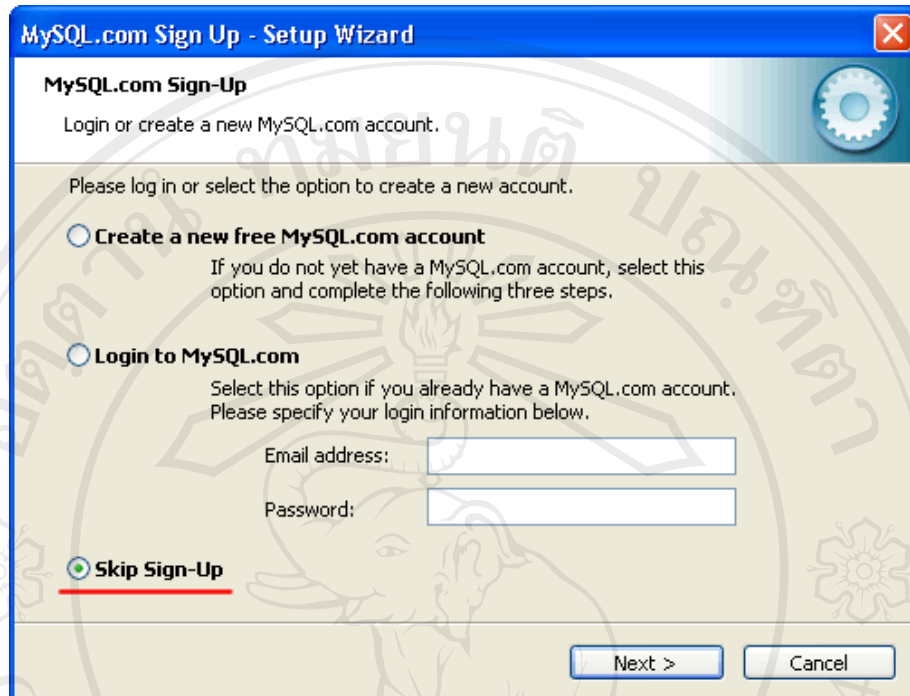 MySQL.com Sign Up - Setup Wizard
MySQL.com Sign-Up
Login or create a new MySQL.com account.
Please log in or select the option to create a new account.
Create a new free MySQL.com account
If you do not yet have a MySQL.com account, select this
option and complete the following three steps.
Login to MySQL.com
Select this option if you already have a MySQL.com account.
Please specify your login information below.
Email address:
Password:
Skip Sign-Up
Next >
Cancel